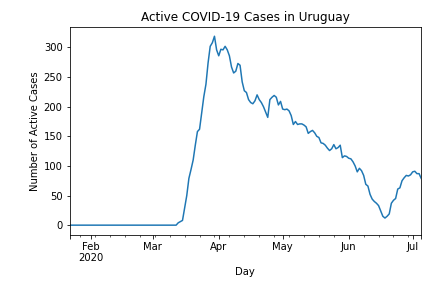 Active COVID-19 Cases in Uruguay
Number of Active Cases
300
250
200
150
100
50
0
Feb
2020
Mar
Apr
May
Jun
Jul
Day